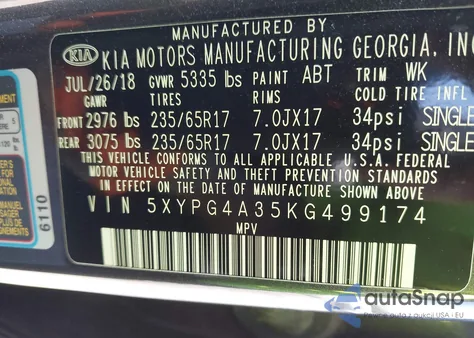 MANUFACTURED BY
KIA KIA MOTORS MANUFACTURING GEORGIA, INC
JUL/26/18 GVWR 5335 lbs PAINT ABT TRIM WK
GAWR TIRES RIMS COLD TIRE INFL
FRONT 2976 lbs 235/65R17 7.0JX17 34psi SINGLE
REAR 3075 lbs 235/65R17 7.0JX17 34psi SINGLE
THIS VEHICLE CONFORMS TO ALL APPLICABLE U.S.A. FEDERAL
MOTOR VEHICLE SAFETY, BUMPER, AND THEFT PREVENTION STANDARDS
IN EFFECT ON THE DATE OF MANUFACTURE SHOWN ABOVE.
VIN 5XYPG4A35KG499174
MPV
6110
autoSnap